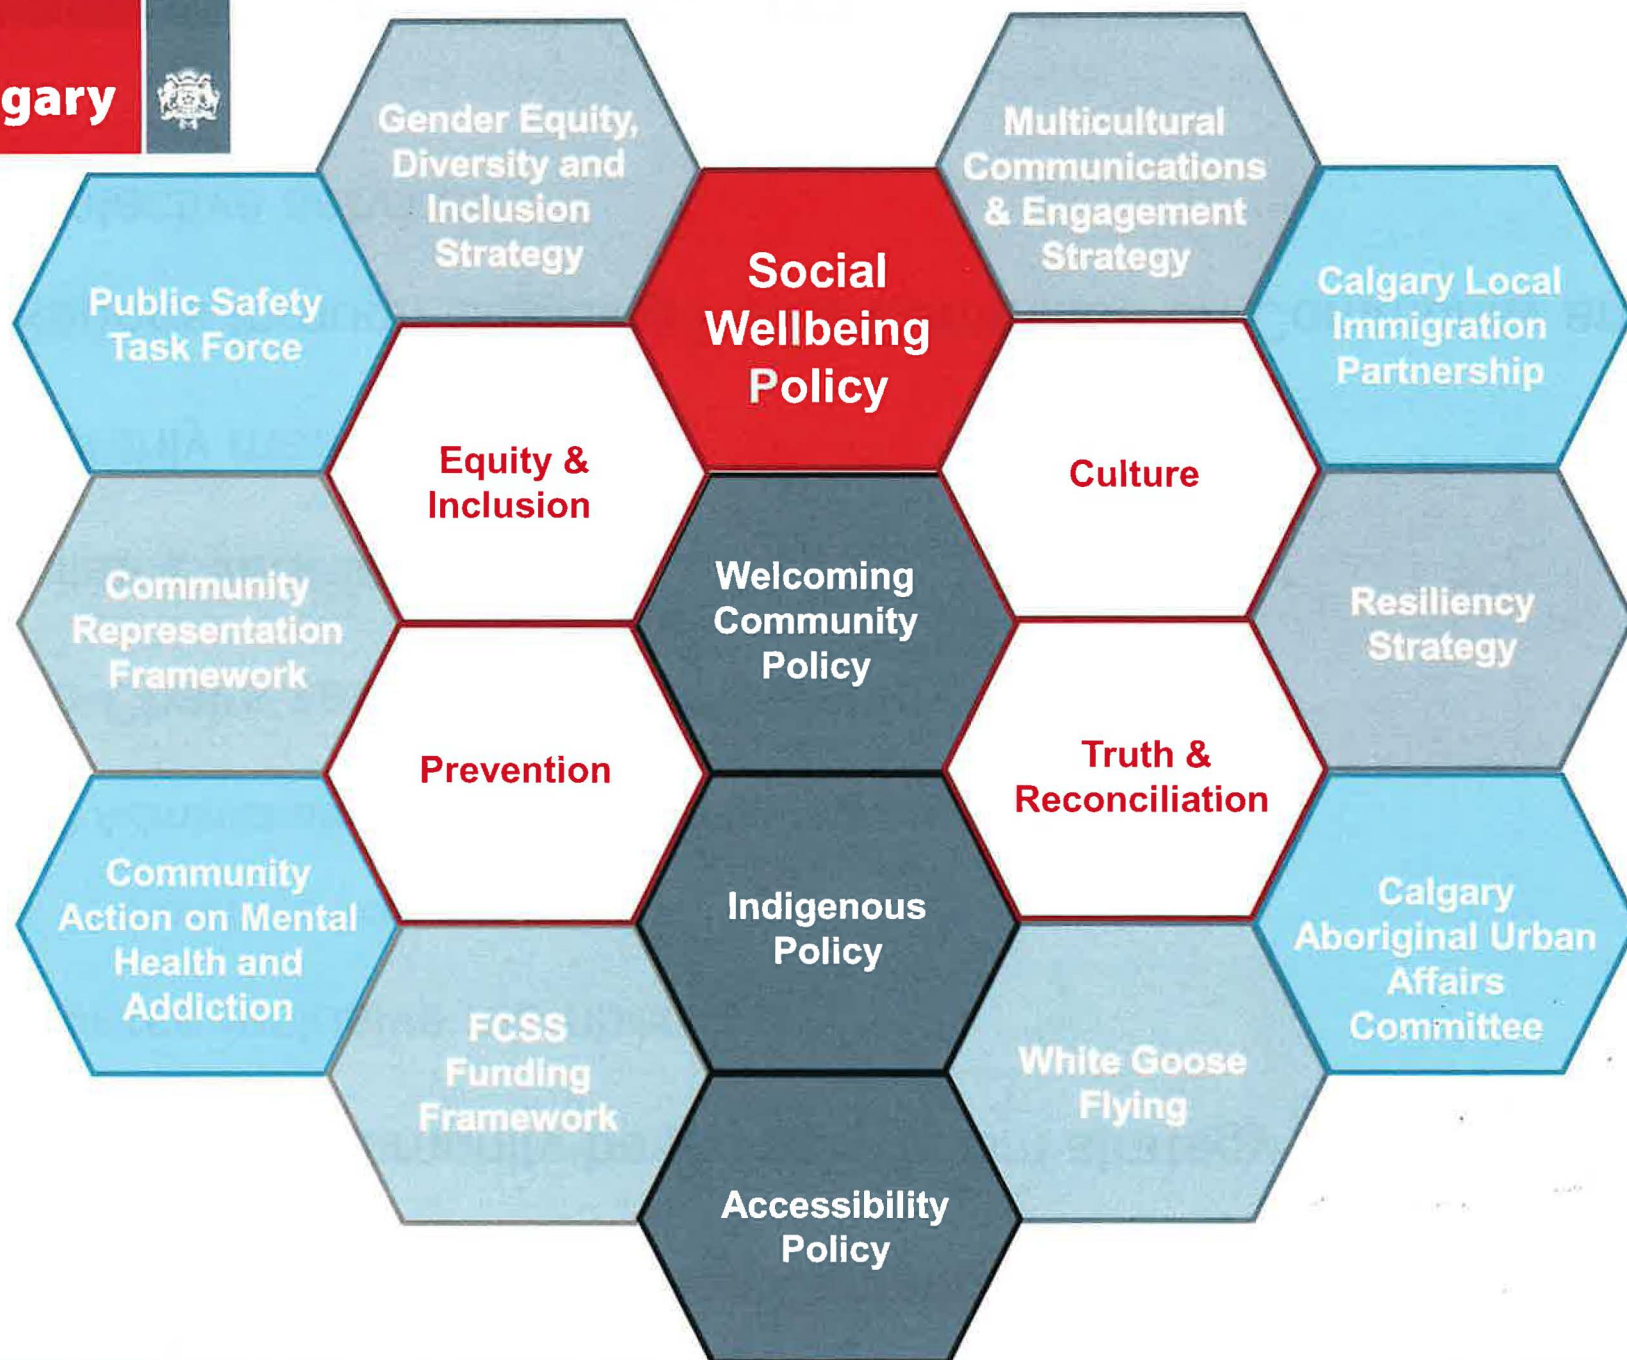 gary
Gender Equity,
Diversity and
Inclusion
Strategy
Multicultural
Communications
& Engagement
Strategy
Public Safety
Task Force
Social
Wellbeing
Policy
Calgary Local
Immigration
Partnership
Equity &
Inclusion
Culture
Community
Representation
Framework
Welcoming
Community
Policy
Resiliency
Strategy
Prevention
Truth &
Reconciliation
Community
Action on Mental
Health and
Addiction
Indigenous
Policy
Calgary
Aboriginal Urban
Affairs
Committee
FCSS
Funding
Framework
White Goose
Flying
Accessibility
Policy